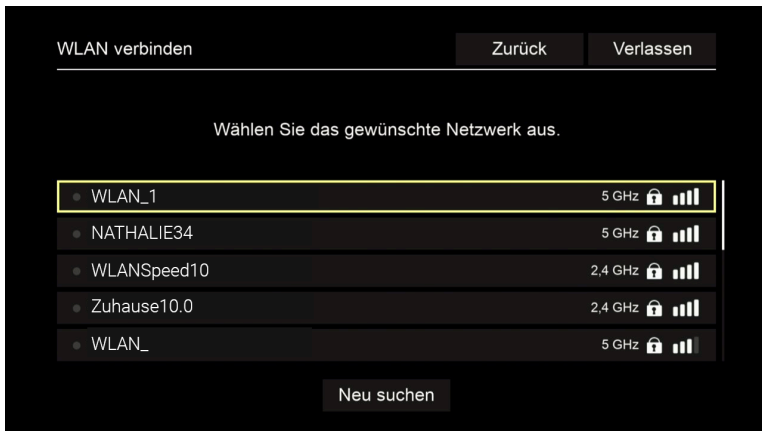 WLAN verbinden Zurück Verlassen
Wählen Sie das gewünschte Netzwerk aus.
WLAN_1 5 GHz
NATHALIE34 5 GHz
WLANSpeed10 2,4 GHz
Zuhause10.0 2,4 GHz
WLAN_ 5 GHz
Neu suchen